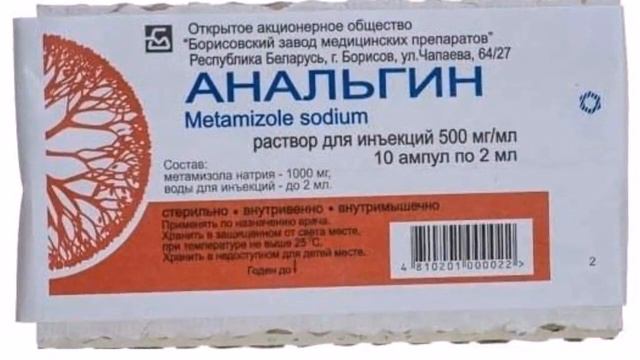 Открытое акционерное общество
"Борисовский завод медицинских препаратов"
Республика Беларусь, г. Борисов, ул.Чапаева, 64/27
АНАЛЬГИН
Metamizole sodium
раствор для инъекций 500 мг/мл
10 ампул по 2 мл
Состав:
метамизола натрия - 1000 мг,
воды для инъекций - до 2 мл.
стерильно • внутривенно • внутримышечно
Применять по назначению врача.
Хранить в защищенном от света месте,
при температуре не выше 25 °С.
Хранить в недоступном для детей месте.
Годен до
4 810201 000022 >
2